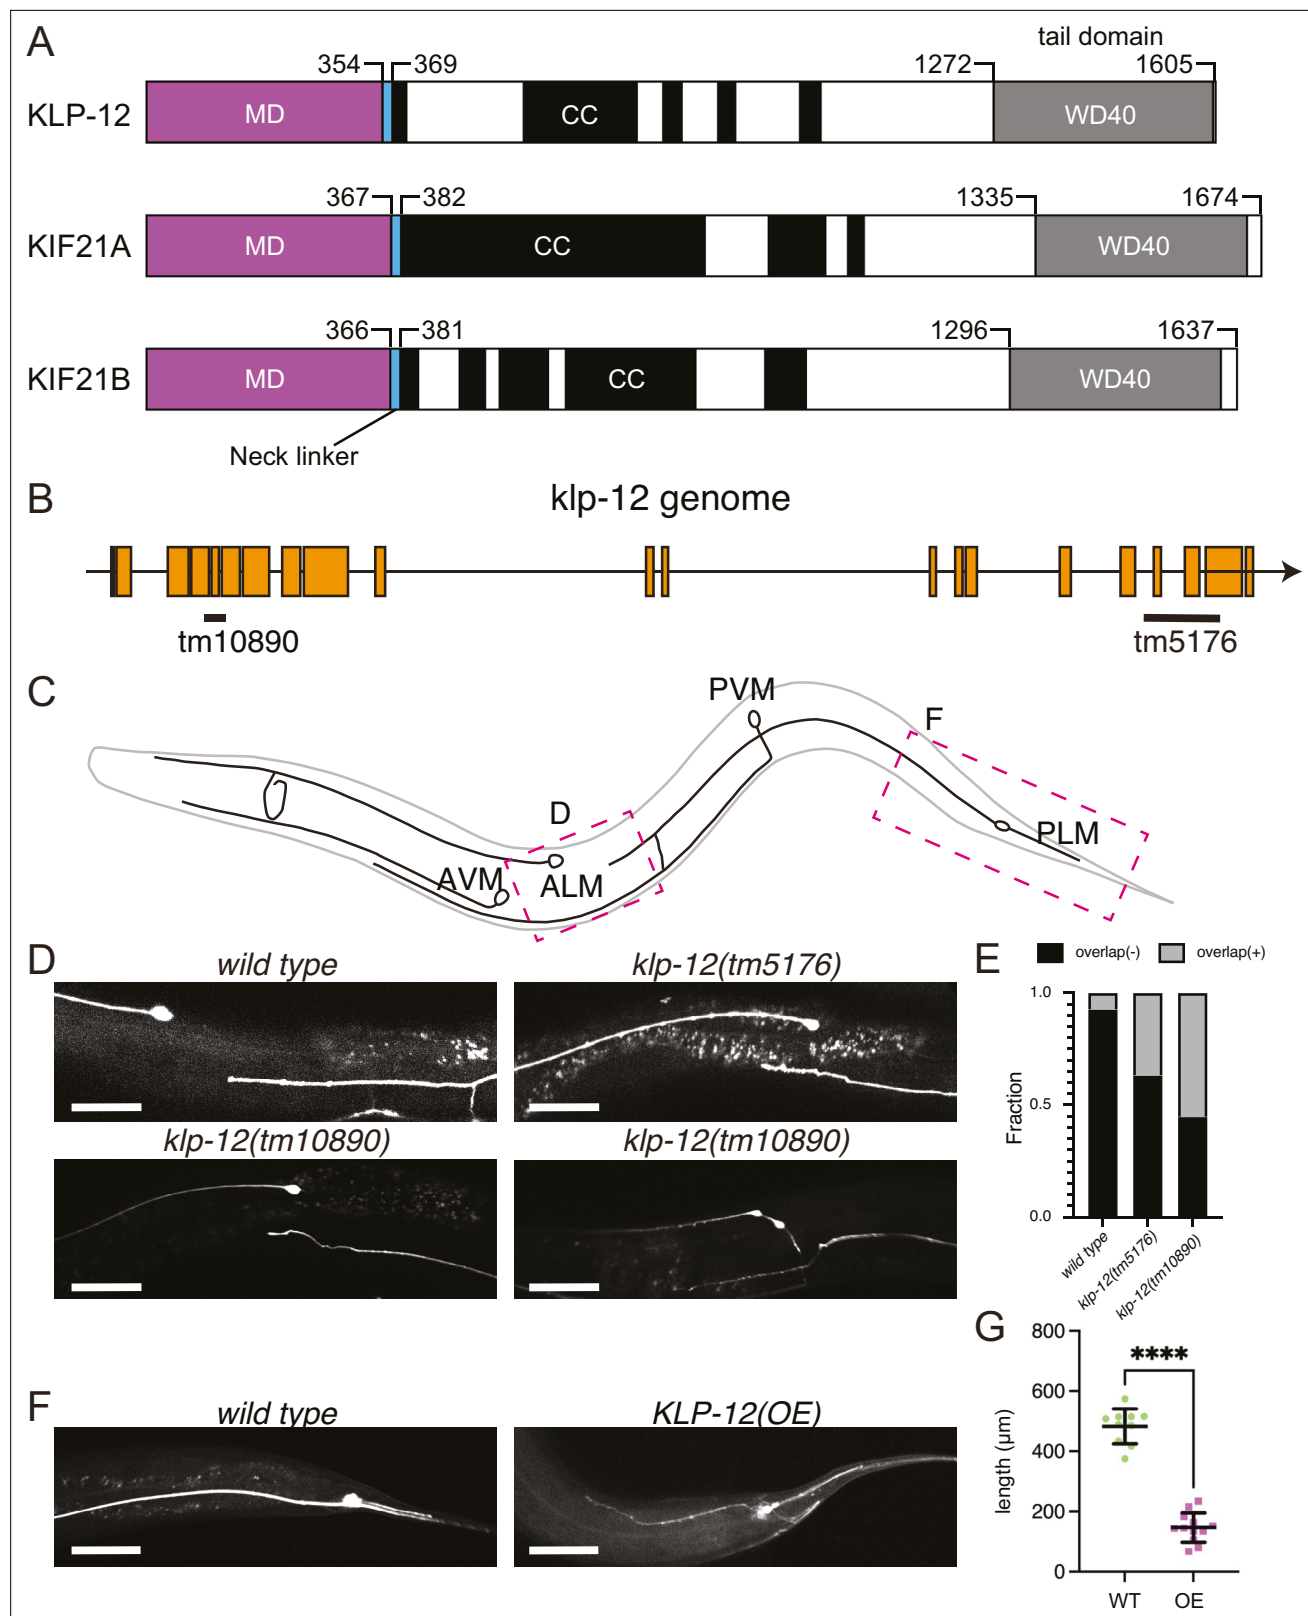 A
tail domain
354 369 1272 1605
KLP-12 MD CC WD40
367 382 1335 1674
KIF21A MD CC WD40
366 381 1296 1637
KIF21B MD CC WD40
Neck linker
B
klp-12 genome
tm10890 tm5176
C
PVM
F
D
PLM
AVM ALM
D wild type klp-12(tm5176)
klp-12(tm10890) klp-12(tm10890)
E overlap(-) overlap(+)
1.0
0.5
0.0
Fraction
wild type
klp-12(tm5176)
klp-12(tm10890)
F wild type KLP-12(OE)
G
800
600
400
200
0
length (μm)
****
WT OE